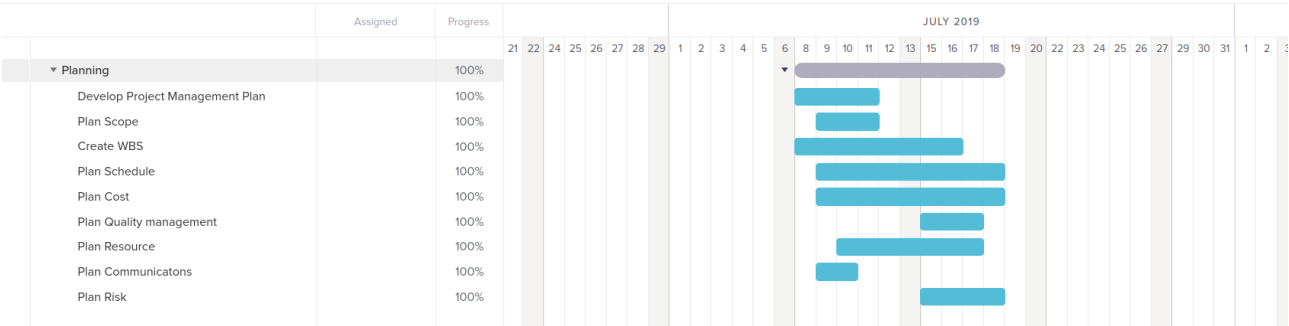 Assigned Progress JULY 2019
21 22 24 25 26 27 28 29 1 2 3 4 5 6 8 9 10 11 12 13 15 16 17 18 19 20 22 23 24 25 26 27 29 30 31 1 2
Planning 100%
Develop Project Management Plan 100%
Plan Scope 100%
Create WBS 100%
Plan Schedule 100%
Plan Cost 100%
Plan Quality management 100%
Plan Resource 100%
Plan Communicatons 100%
Plan Risk 100%